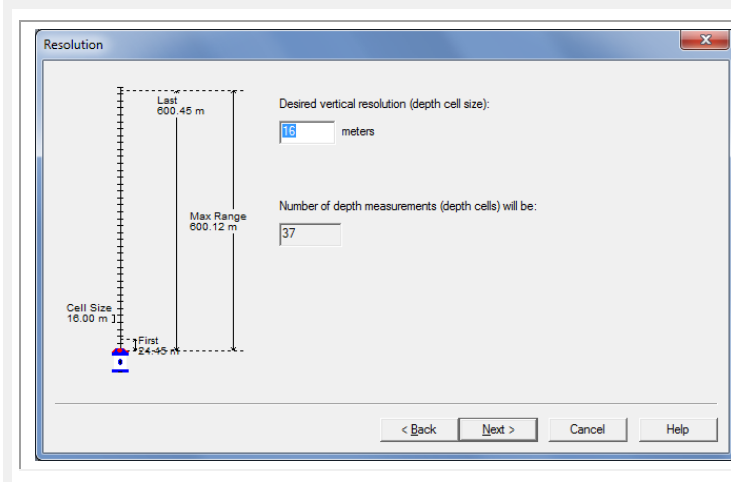 Resolution
Last
600.45 m
Max Range
600.12 m
Cell Size
16.00 m
First
24.45 m
Desired vertical resolution (depth cell size):
16 meters
Number of depth measurements (depth cells) will be:
37
< Back Next > Cancel Help